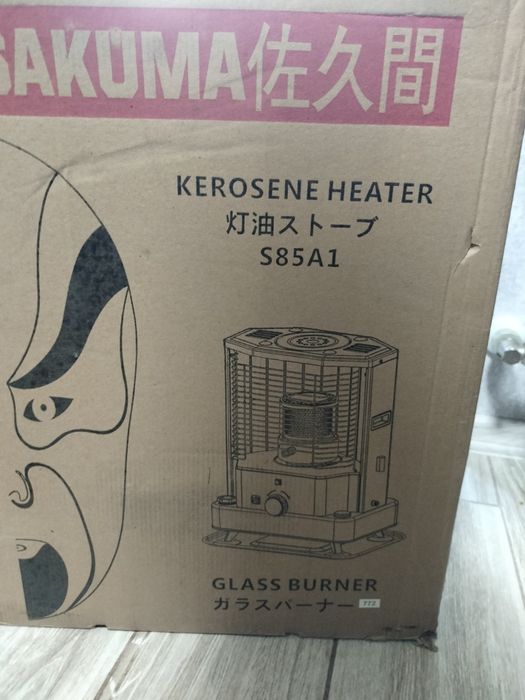 SAKUMA佐久間
KEROSENE HEATER
灯油ストーブ
S85A1
GLASS BURNER
ガラスバーナー
772